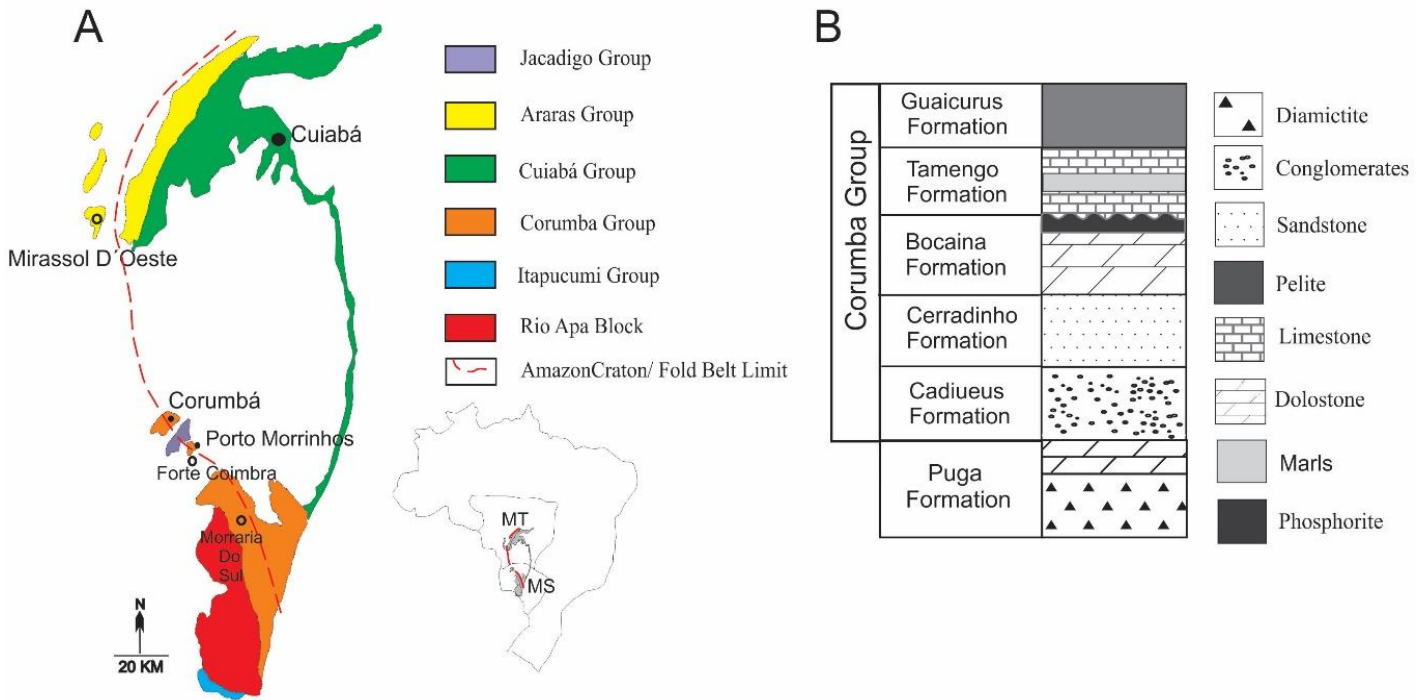 A
Jacadigo Group
Araras Group
Cuiabá Group
Corumba Group
Itapucumi Group
Rio Apa Block
AmazonCraton/ Fold Belt Limit
Cuiabá
Mirassol D´Oeste
Corumbá
Porto Morrinhos
Forte Coimbra
Morraria
Do
Sul
N
20 KM
MT
MS
B
Corumba Group
Guaicurus
Formation
Tamengo
Formation
Bocaina
Formation
Cerradinho
Formation
Cadiueus
Formation
Puga
Formation
Diamictite
Conglomerates
Sandstone
Pelite
Limestone
Dolostone
Marls
Phosphorite